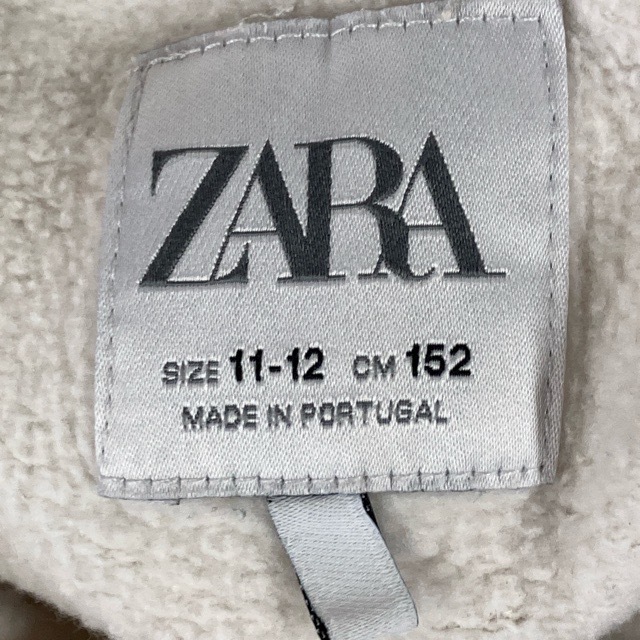 ZARA
SIZE 11-12 CM 152
MADE IN PORTUGAL